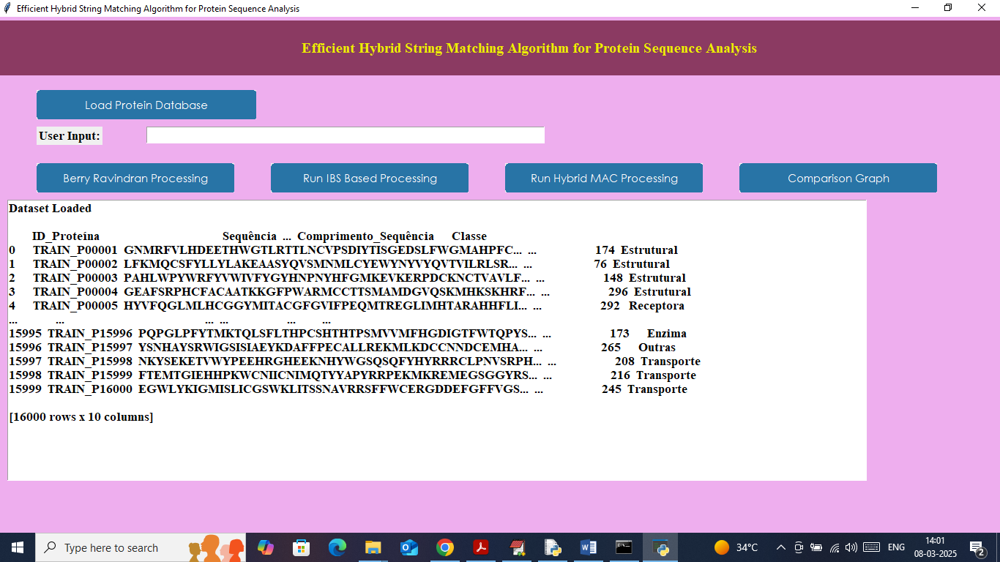 Efficient Hybrid String Matching Algorithm for Protein Sequence Analysis
Efficient Hybrid String Matching Algorithm for Protein Sequence Analysis
Load Protein Database
User Input:
Berry Ravindran Processing Run IBS Based Processing Run Hybrid MAC Processing Comparison Graph
Dataset Loaded
ID_Proteína Sequência ... Comprimento_Sequência Classe
0 TRAIN_P00001 GNMRFVLHDEETHWGTLRTTLNCVPSDIYTISGEDSLFWGMAHPFC... ... 174 Estrutural
1 TRAIN_P00002 LFKMQCSFYLLYLAKEAASYQVSMNMLCYEWYNYVYQVTVILRLSR... ... 76 Estrutural
2 TRAIN_P00003 PAHLWPYWRFYVWIVFYGYHNPNYHFGMKEVKERPDCKNCTVAVLF... ... 148 Estrutural
3 TRAIN_P00004 GEAFSRPHCFACAATKKGFPWARMCCTTSMAMDGVQSKMHKSKHRF... ... 296 Estrutural
4 TRAIN_P00005 HYVFQGLMLHCGGYMITACGFGVIFPEQMTREGLIMHTARAHHFLI... ... 292 Receptora
... ... ... ... ... ...
15995 TRAIN_P15996 PQPGLPFYTMKTQLSFLTHPCSHTHTPSMVVMFHGDIGTFWTQPYS... ... 173 Enzima
15996 TRAIN_P15997 YSNHAYSRWIGSISIAEYKDAFFPECALLREKMLKDCCNNDCEMHA... ... 265 Outras
15997 TRAIN_P15998 NKYSEKETVWYPEEHRGHEEKNHYWGSQSQFYHYRRRCLPNVSRPH... ... 208 Transporte
15998 TRAIN_P15999 FTEMTGIEHHPKWCNIICNIMQTYYAPYRRPEKMKREMEGSGGYRS... ... 216 Transporte
15999 TRAIN_P16000 EGWLYKIGMISLICGSWKLITSSNAVRRSFFWCERGDDEFGFFVGS... ... 245 Transporte
[16000 rows x 10 columns]
Type here to search 34°C ENG 14:01
08-03-2025 2